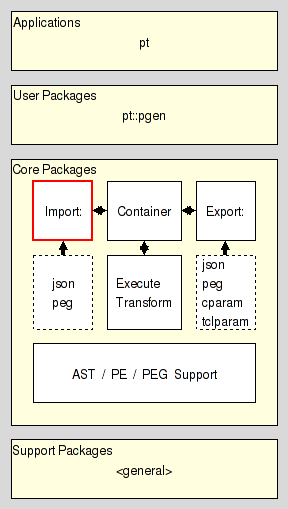 Applications
pt
User Packages
pt::pgen
Core Packages
Import:
Container
Export:
json
peg
Execute
Transform
json
peg
cparam
tclparam
AST / PE / PEG Support
Support Packages
<general>